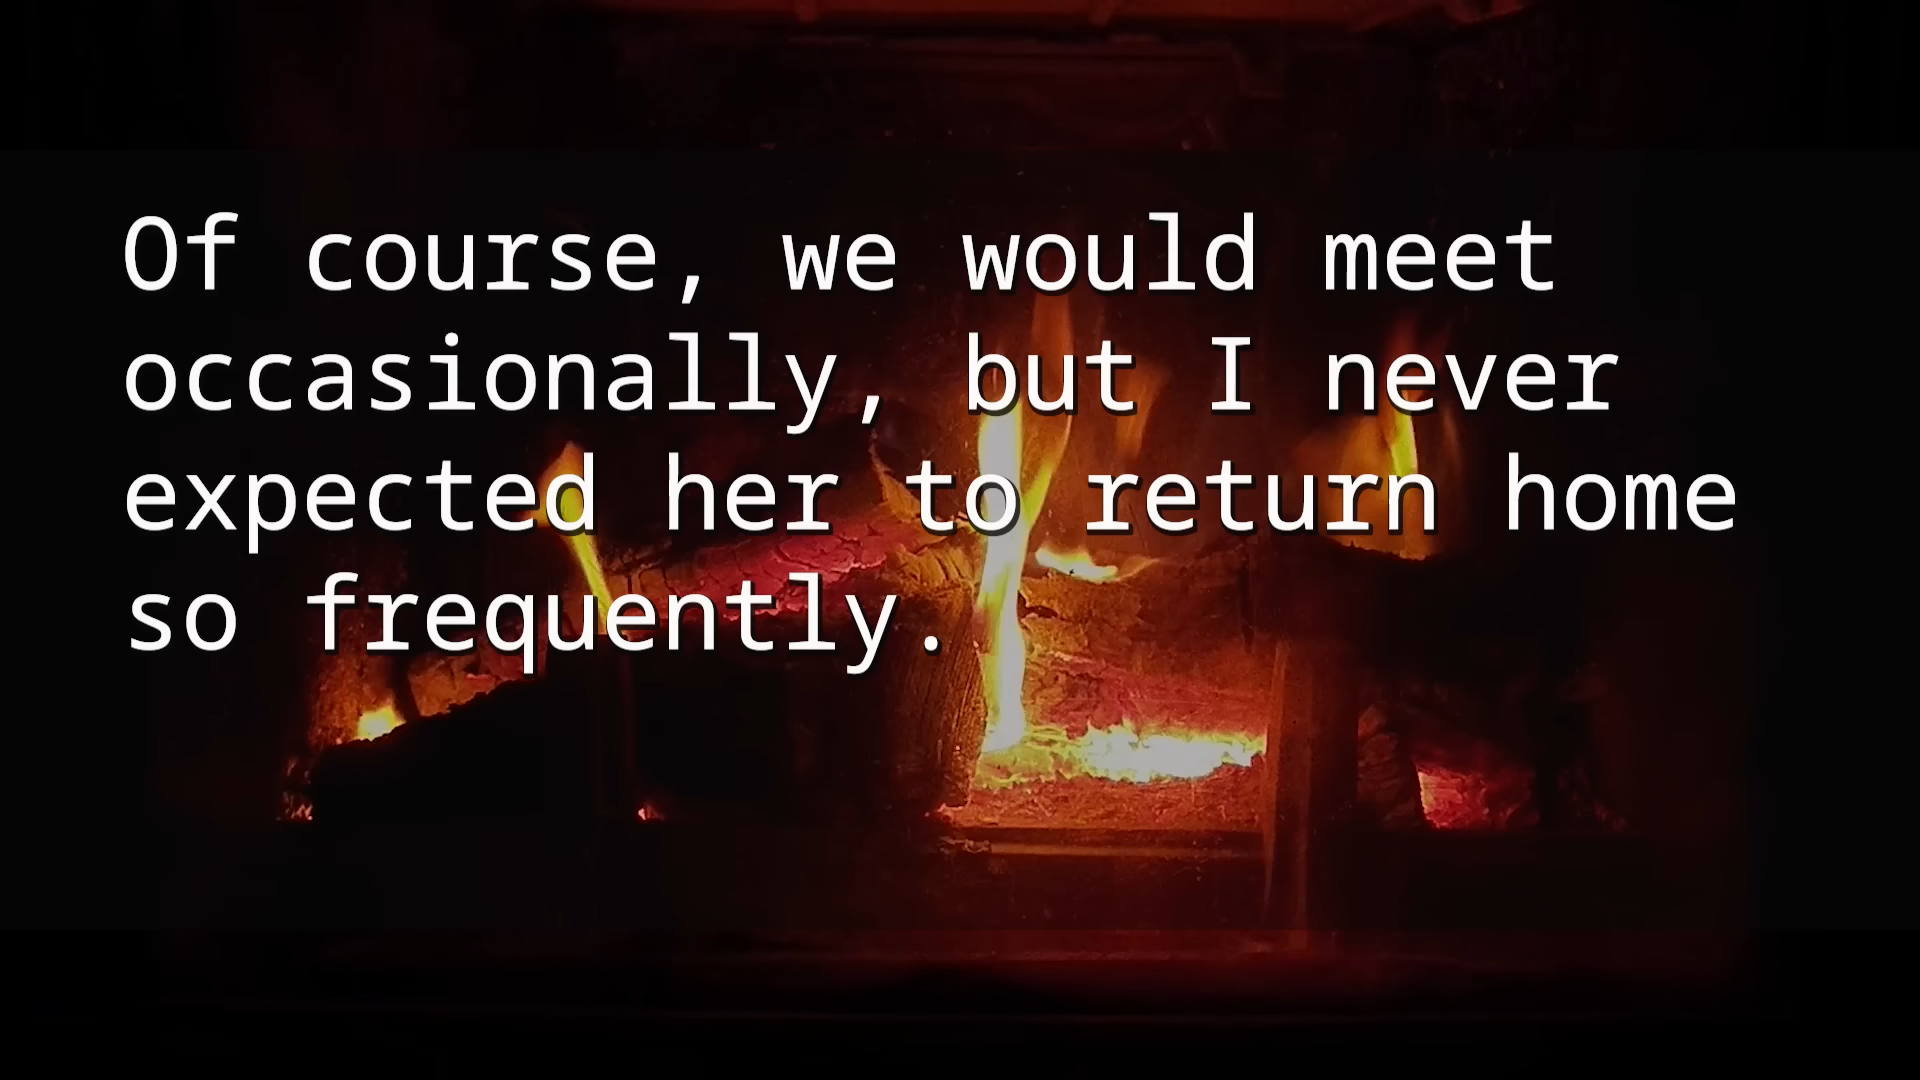 Of course, we would meet
occasionally, but I never
expected her to return home
so frequently.